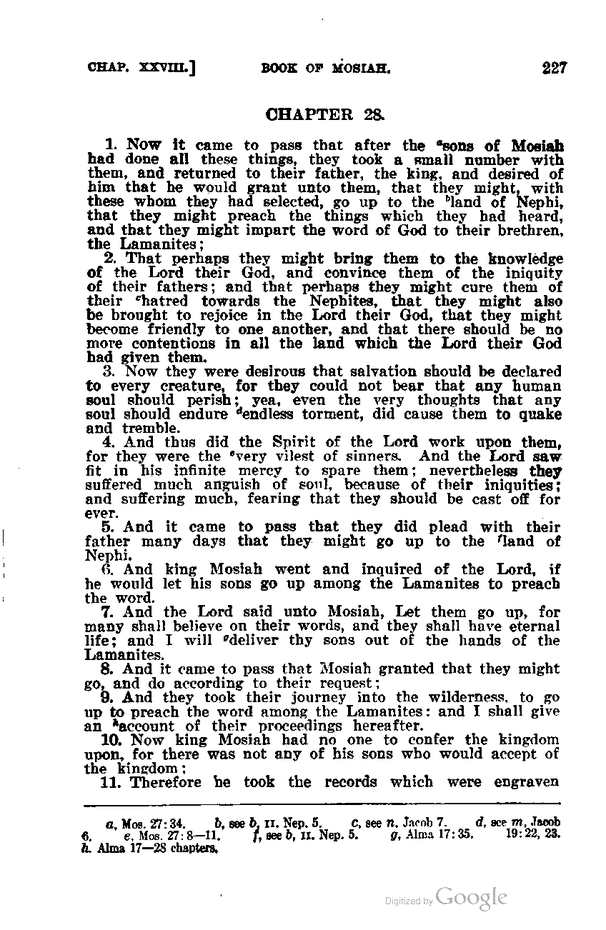 CHAP. XXVIII.] BOOK OF MOSIAH. 227
CHAPTER 28.
1. Now it came to pass that after the ᵃsons of Mosiah
had done all these things, they took a small number with
them, and returned to their father, the king, and desired of
him that he would grant unto them, that they might, with
these whom they had selected, go up to the ᵇland of Nephi,
that they might preach the things which they had heard,
and that they might impart the word of God to their brethren,
the Lamanites;
2. That perhaps they might bring them to the knowledge
of the Lord their God, and convince them of the iniquity
of their fathers; and that perhaps they might cure them of
their ᶜhatred towards the Nephites, that they might also
be brought to rejoice in the Lord their God, that they might
become friendly to one another, and that there should be no
more contentions in all the land which the Lord their God
had given them.
3. Now they were desirous that salvation should be declared
to every creature, for they could not bear that any human
soul should perish; yea, even the very thoughts that any
soul should endure ᵈendless torment, did cause them to quake
and tremble.
4. And thus did the Spirit of the Lord work upon them,
for they were the ᵉvery vilest of sinners. And the Lord saw
fit in his infinite mercy to spare them; nevertheless they
suffered much anguish of soul, because of their iniquities;
and suffering much, fearing that they should be cast off for
ever.
5. And it came to pass that they did plead with their
father many days that they might go up to the ᶠland of
Nephi.
6. And king Mosiah went and inquired of the Lord, if
he would let his sons go up among the Lamanites to preach
the word.
7. And the Lord said unto Mosiah, Let them go up, for
many shall believe on their words, and they shall have eternal
life; and I will ᵍdeliver thy sons out of the hands of the
Lamanites.
8. And it came to pass that Mosiah granted that they might
go, and do according to their request;
9. And they took their journey into the wilderness, to go
up to preach the word among the Lamanites: and I shall give
an ʰaccount of their proceedings hereafter.
10. Now king Mosiah had no one to confer the kingdom
upon, for there was not any of his sons who would accept of
the kingdom;
11. Therefore he took the records which were engraven
a, Mos. 27:34. b, see b, II. Nep. 5. c, see n, Jacob 7. d, see m, Jacob
6. e, Mos. 27:8—11. f, see b, II. Nep. 5. g, Alma 17:35. 19:22, 23.
h. Alma 17—28 chapters.
Digitized by Google